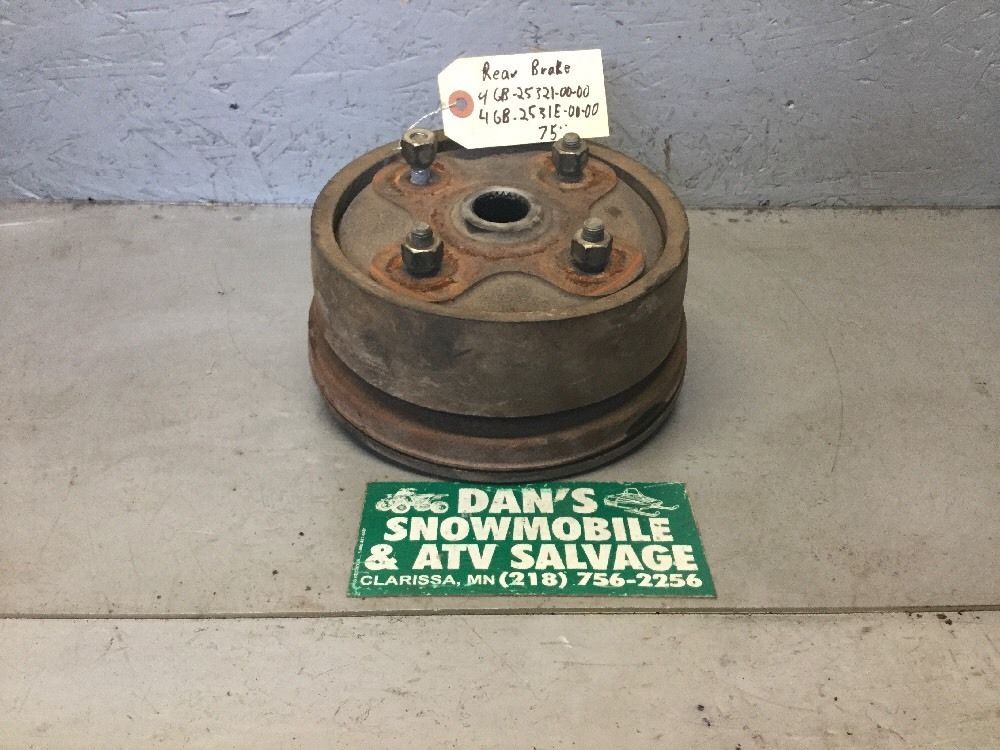 Rear Brake
4GB-25321-00-00
4GB-2531E-00-00
75..
DAN'S
SNOWMOBILE
& ATV SALVAGE
CLARISSA, MN (218) 756-2256